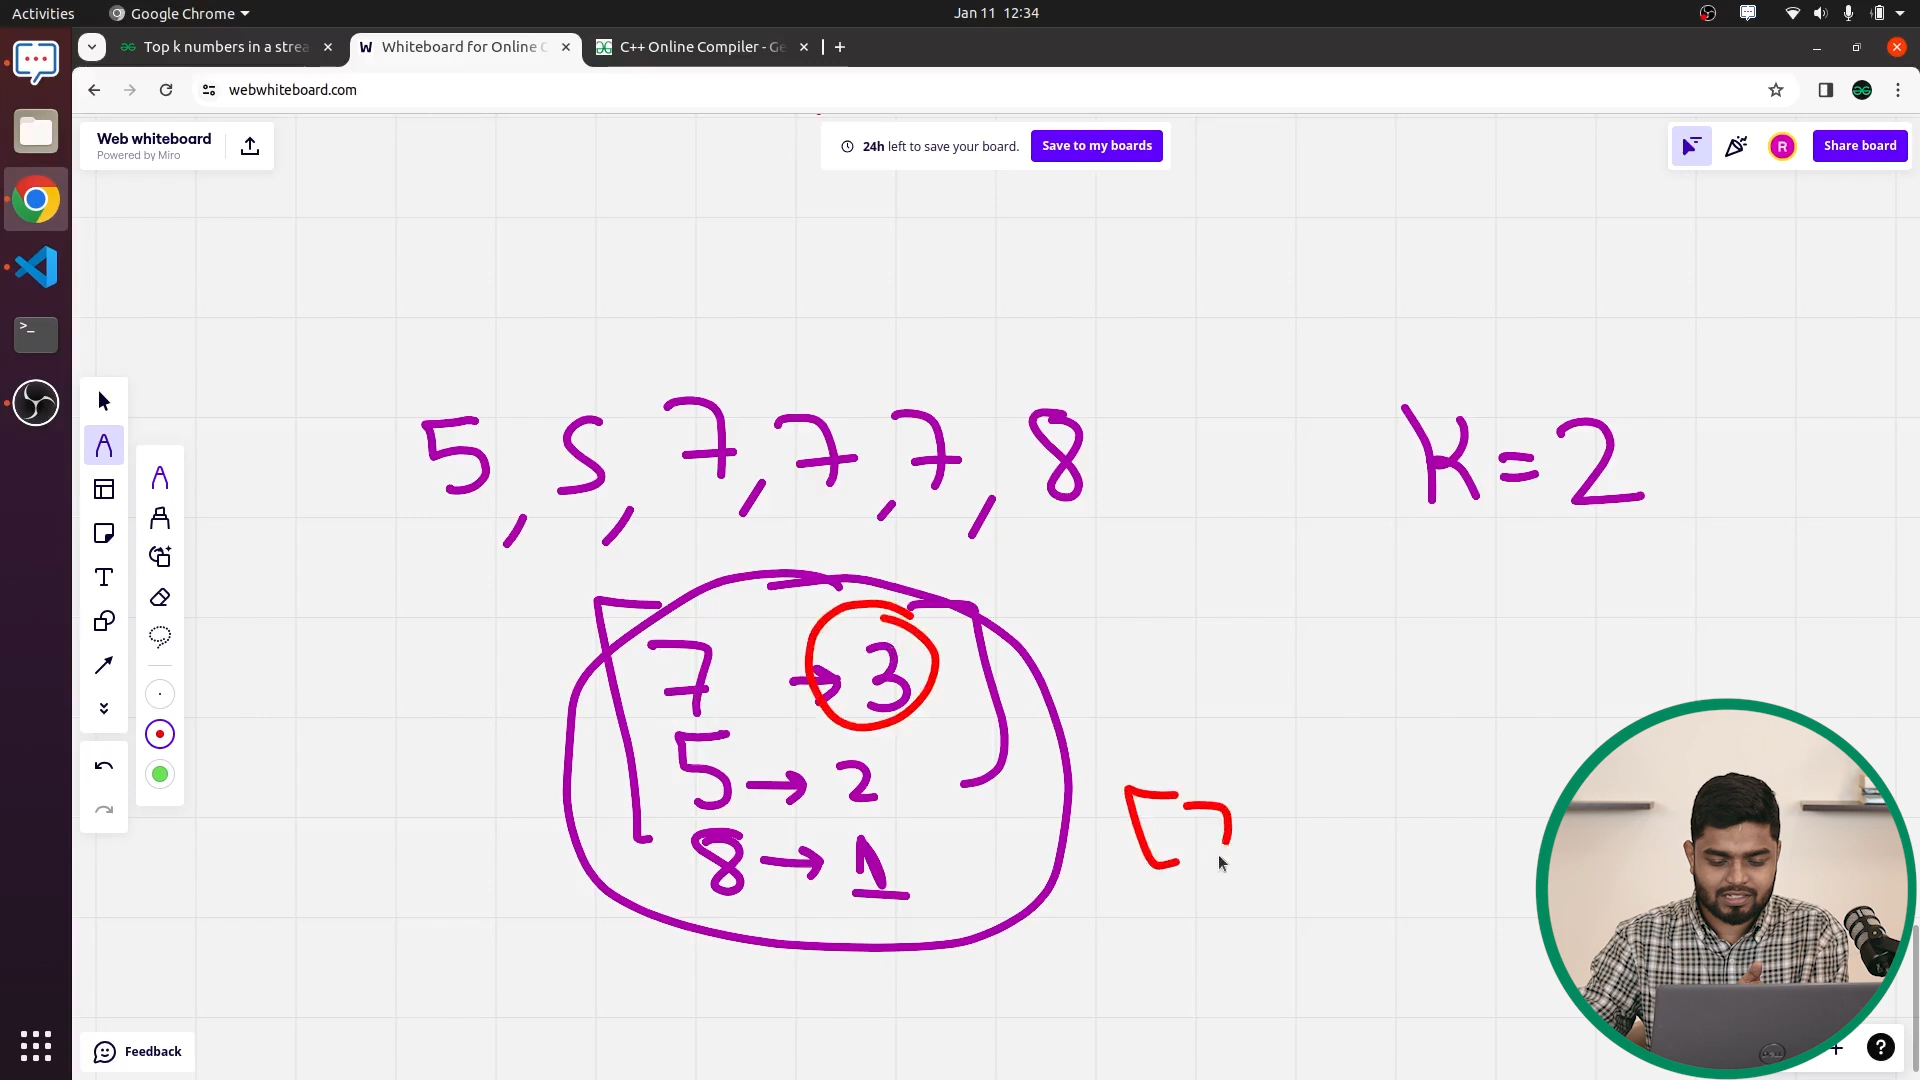 Activities Google Chrome Jan 11 12:34
Top k numbers in a strea Whiteboard for Online C C++ Online Compiler - Ge
webwhiteboard.com
Web whiteboard
Powered by Miro
24h left to save your board. Save to my boards
R Share board
5, 5, 7, 7, 7, 8 K=2
7 → 3
5 → 2
8 → 1
Feedback
?